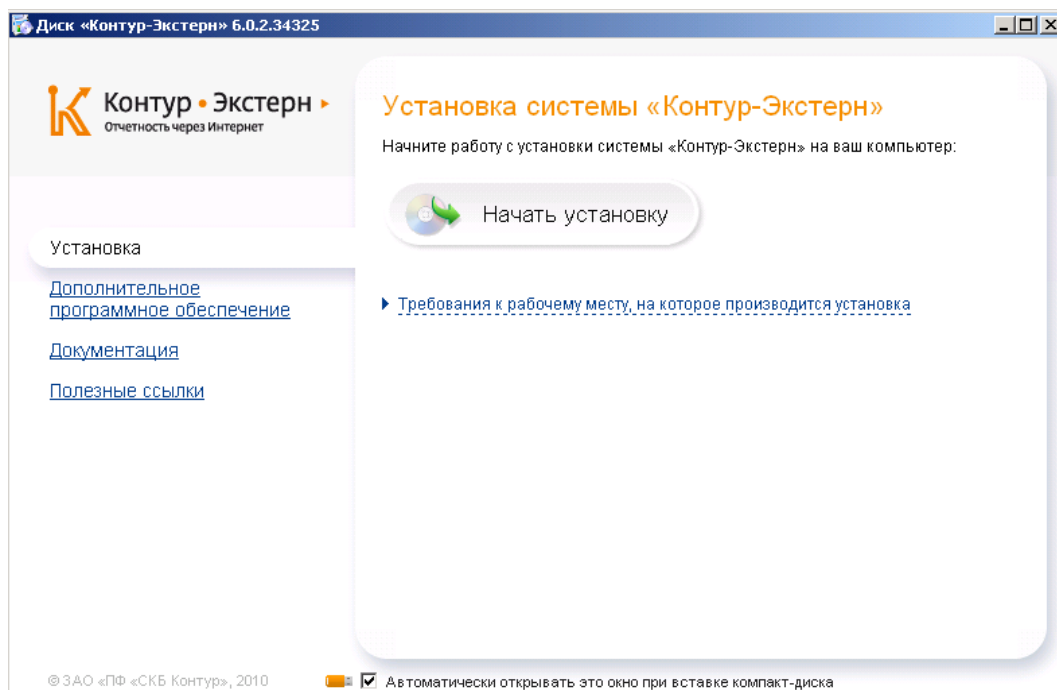 Диск «Контур-Экстерн» 6.0.2.34325
Контур • Экстерн
Отчетность через Интернет
Установка
Дополнительное
программное обеспечение
Документация
Полезные ссылки
Установка системы «Контур-Экстерн»
Начните работу с установки системы «Контур-Экстерн» на ваш компьютер:
Начать установку
Требования к рабочему месту, на которое производится установка
© ЗАО «ПФ «СКБ Контур», 2010
Автоматически открывать это окно при вставке компакт-диска